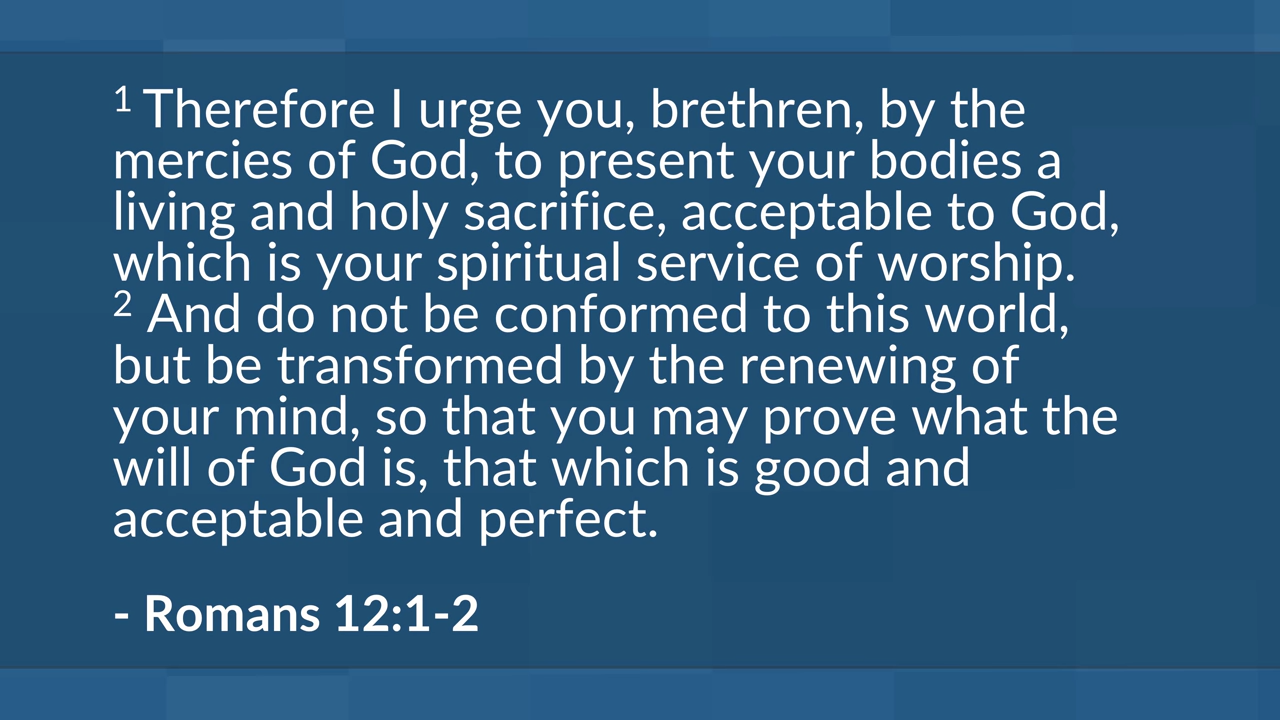 1 Therefore I urge you, brethren, by the
mercies of God, to present your bodies a
living and holy sacrifice, acceptable to God,
which is your spiritual service of worship.
2 And do not be conformed to this world,
but be transformed by the renewing of
your mind, so that you may prove what the
will of God is, that which is good and
acceptable and perfect.
- Romans 12:1-2